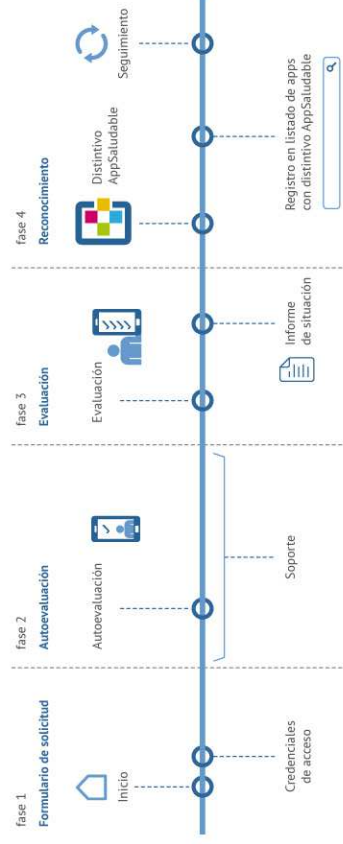 fase 1
Formulario de solicitud
Inicio
Credenciales
de acceso
fase 2
Autoevaluación
Autoevaluación
Soporte
fase 3
Evaluación
Evaluación
Informe
de situación
fase 4
Reconocimiento
Distintivo
AppSaludable
Registro en listado de apps
con distintivo AppSaludable
Seguimiento